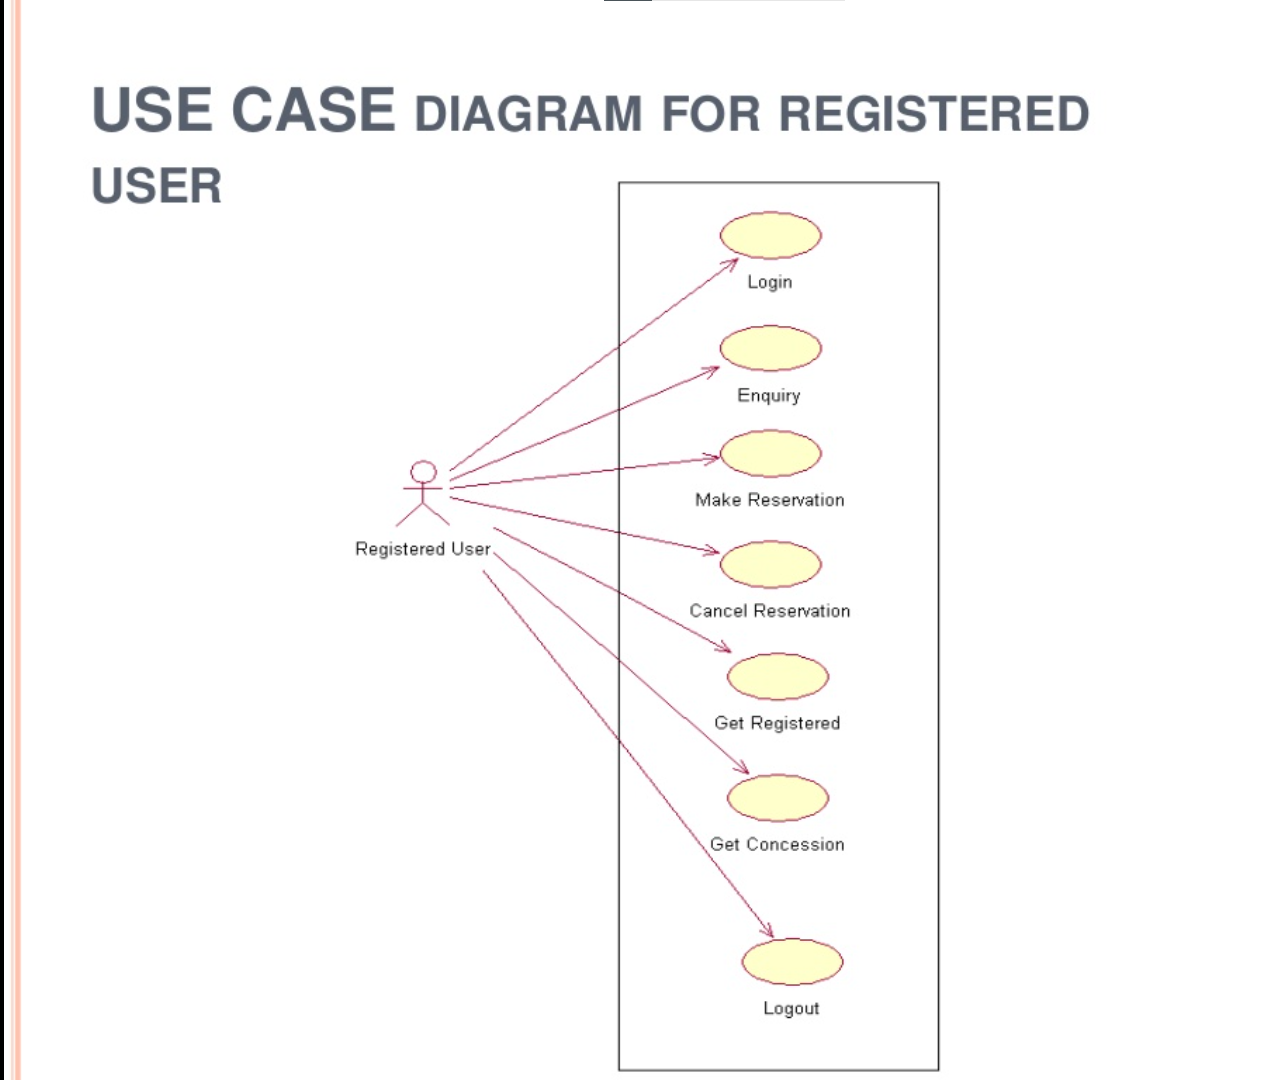 USE CASE DIAGRAM FOR REGISTERED
USER
Login
Enquiry
Make Reservation
Registered User
Cancel Reservation
Get Registered
Get Concession
Logout